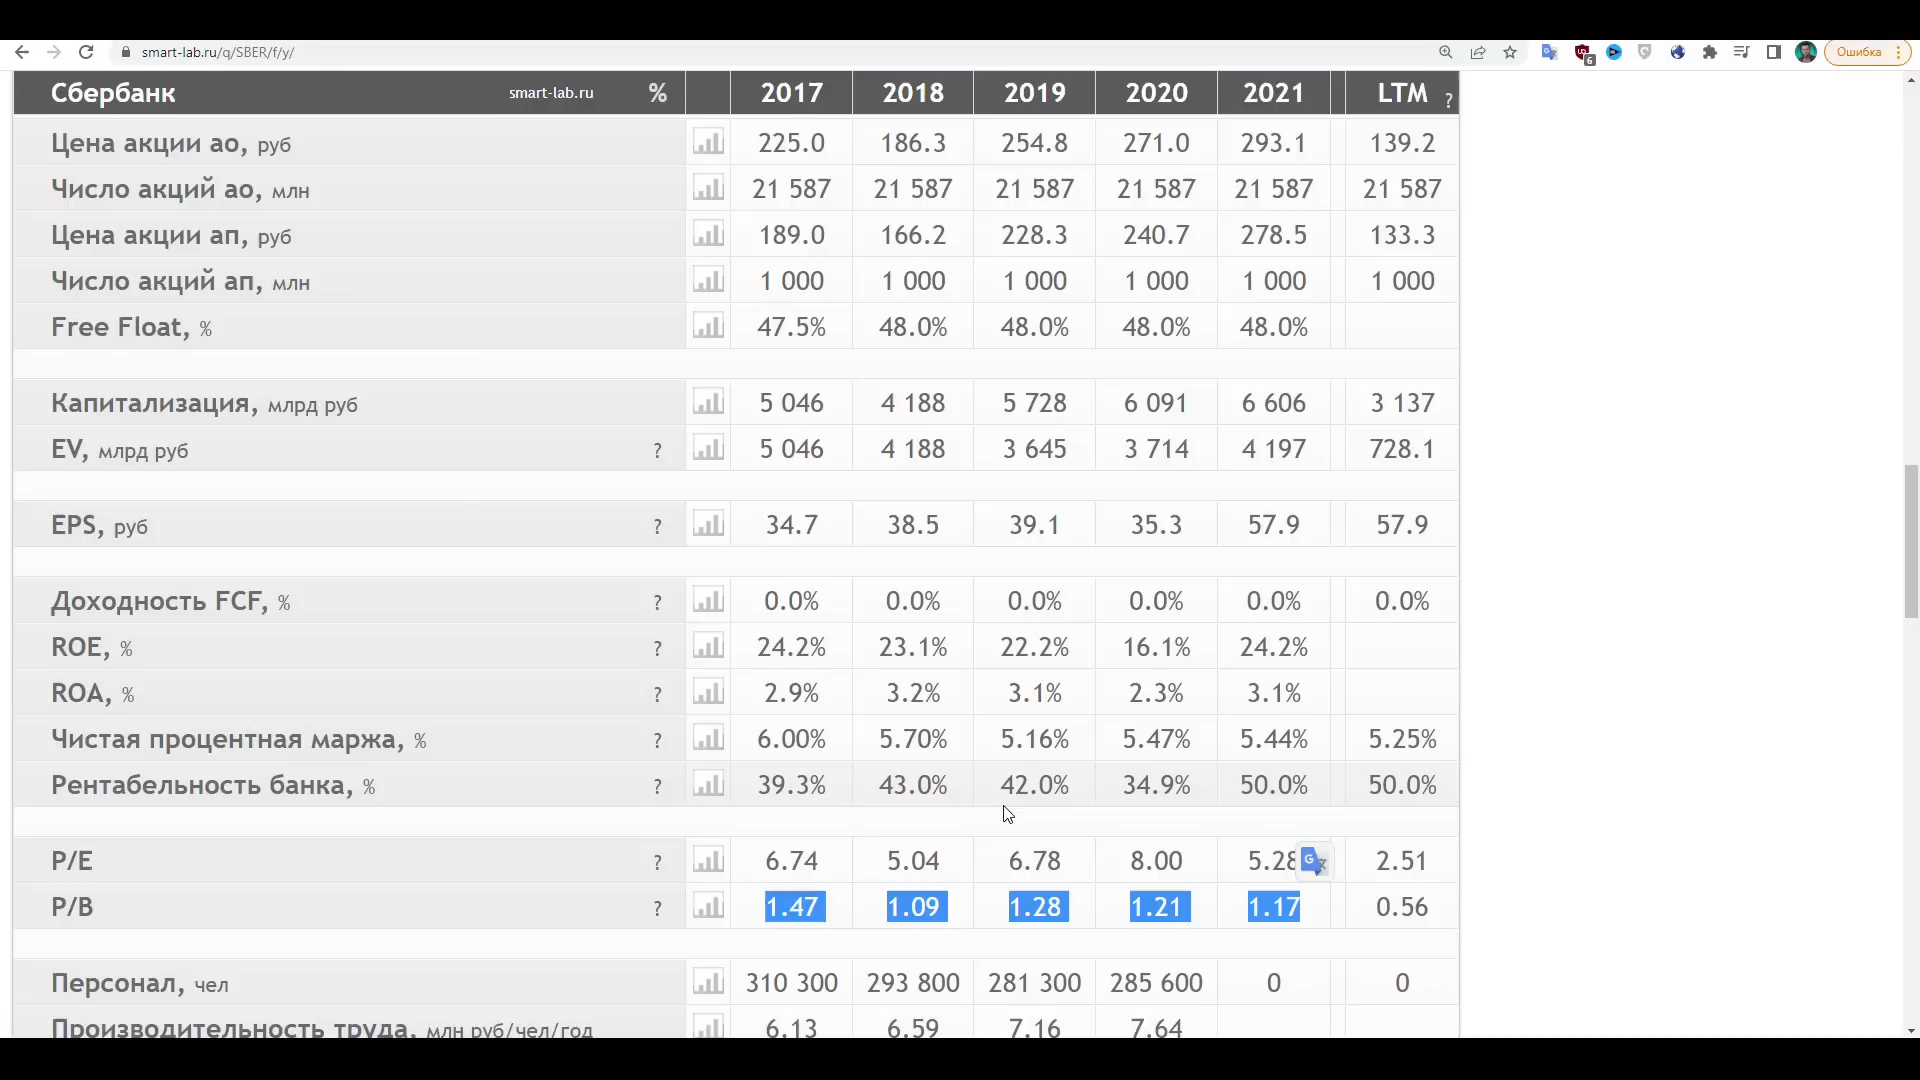 smart-lab.ru/q/SBER/f/y/
6
Ошибка
Сбербанк smart-lab.ru % 2017 2018 2019 2020 2021 LTM ?
Цена акции ао, руб 225.0 186.3 254.8 271.0 293.1 139.2
Число акций ао, млн 21 587 21 587 21 587 21 587 21 587 21 587
Цена акции ап, руб 189.0 166.2 228.3 240.7 278.5 133.3
Число акций ап, млн 1 000 1 000 1 000 1 000 1 000 1 000
Free Float, % 47.5% 48.0% 48.0% 48.0% 48.0%
Капитализация, млрд руб 5 046 4 188 5 728 6 091 6 606 3 137
EV, млрд руб ? 5 046 4 188 3 645 3 714 4 197 728.1
EPS, руб ? 34.7 38.5 39.1 35.3 57.9 57.9
Доходность FCF, % ? 0.0% 0.0% 0.0% 0.0% 0.0% 0.0%
ROE, % ? 24.2% 23.1% 22.2% 16.1% 24.2%
ROA, % ? 2.9% 3.2% 3.1% 2.3% 3.1%
Чистая процентная маржа, % ? 6.00% 5.70% 5.16% 5.47% 5.44% 5.25%
Рентабельность банка, % ? 39.3% 43.0% 42.0% 34.9% 50.0% 50.0%
P/E ? 6.74 5.04 6.78 8.00 5.28 2.51
P/B ? 1.47 1.09 1.28 1.21 1.17 0.56
Персонал, чел 310 300 293 800 281 300 285 600 0 0
Производительность труда, млн руб/чел/год 6.13 6.59 7.16 7.64